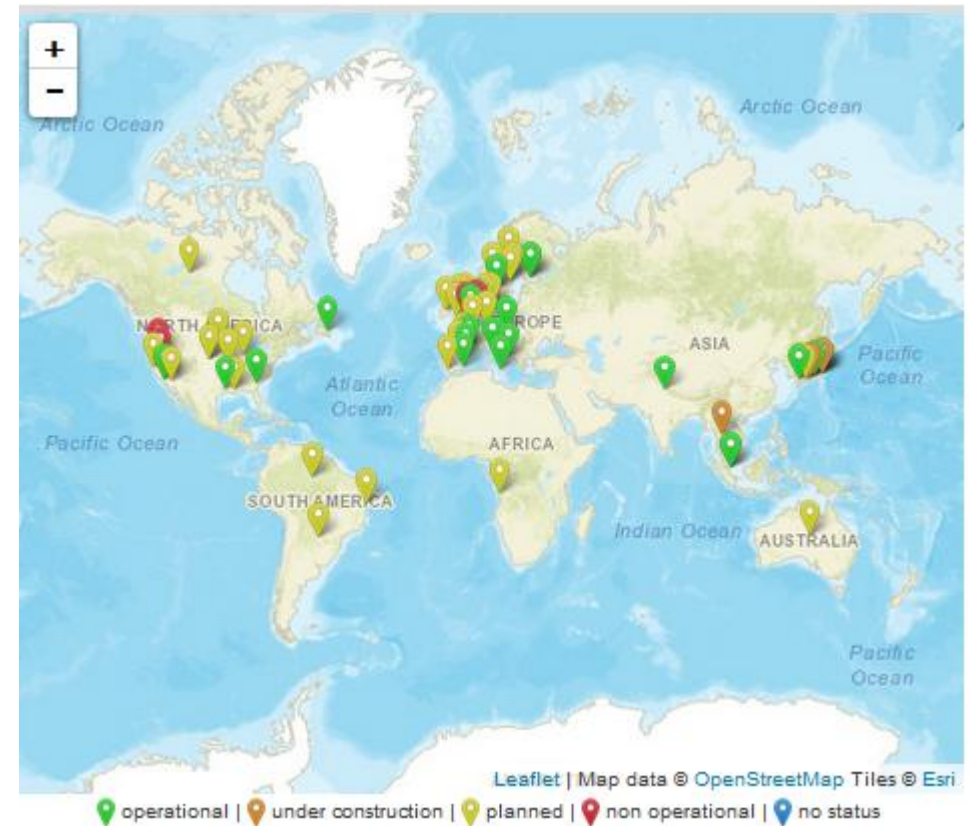 +
−
Arctic Ocean
Arctic Ocean
NORTH AMERICA
EUROPE
ASIA
Pacific
Ocean
Atlantic
Ocean
Pacific Ocean
AFRICA
SOUTH AMERICA
Indian Ocean
AUSTRALIA
Pacific
Ocean
Leaflet | Map data © OpenStreetMap Tiles © Esri
operational | under construction | planned | non operational | no status